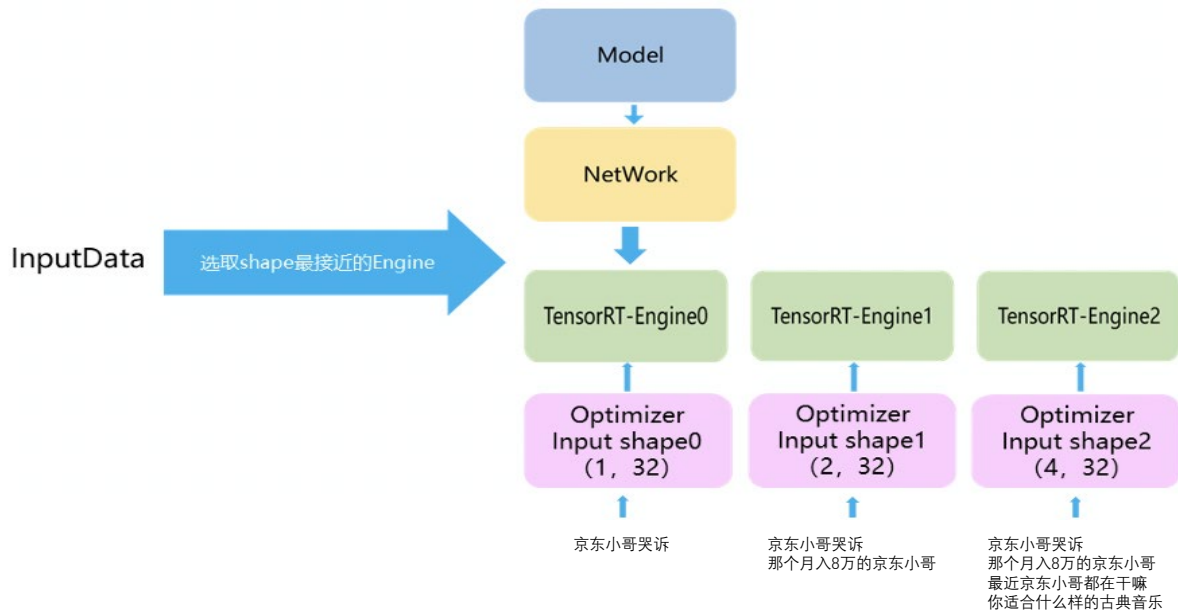 Model
NetWork
InputData
选取shape最接近的Engine
TensorRT-Engine0
TensorRT-Engine1
TensorRT-Engine2
Optimizer
Input shape0
（1，32）
Optimizer
Input shape1
（2，32）
Optimizer
Input shape2
（4，32）
京东小哥哭诉
京东小哥哭诉
那个月入8万的京东小哥
京东小哥哭诉
那个月入8万的京东小哥
最近京东小哥都在干嘛
你适合什么样的古典音乐